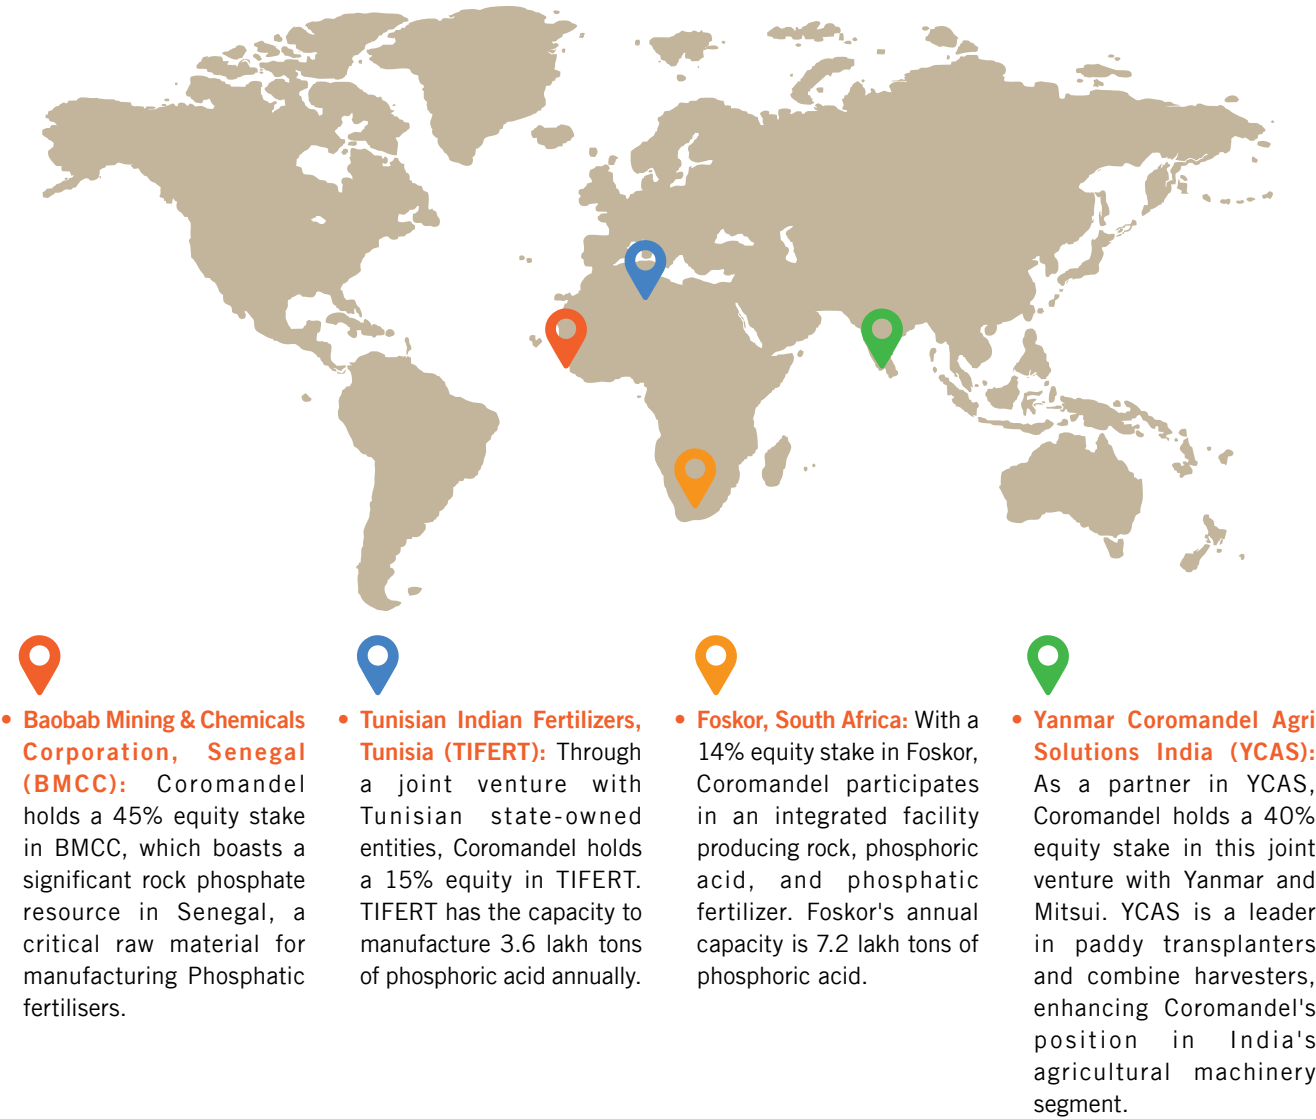 • Baobab Mining & Chemicals
Corporation, Senegal
(BMCC): Coromandel
holds a 45% equity stake
in BMCC, which boasts a
significant rock phosphate
resource in Senegal, a
critical raw material for
manufacturing Phosphatic
fertilisers.
• Tunisian Indian Fertilizers,
Tunisia (TIFERT): Through
a joint venture with
Tunisian state-owned
entities, Coromandel holds
a 15% equity in TIFERT.
TIFERT has the capacity to
manufacture 3.6 lakh tons
of phosphoric acid annually.
• Foskor, South Africa: With a
14% equity stake in Foskor,
Coromandel participates
in an integrated facility
producing rock, phosphoric
acid, and phosphatic
fertilizer. Foskor's annual
capacity is 7.2 lakh tons of
phosphoric acid.
• Yanmar Coromandel Agri
Solutions India (YCAS):
As a partner in YCAS,
Coromandel holds a 40%
equity stake in this joint
venture with Yanmar and
Mitsui. YCAS is a leader
in paddy transplanters
and combine harvesters,
enhancing Coromandel's
position in India's
agricultural machinery
segment.